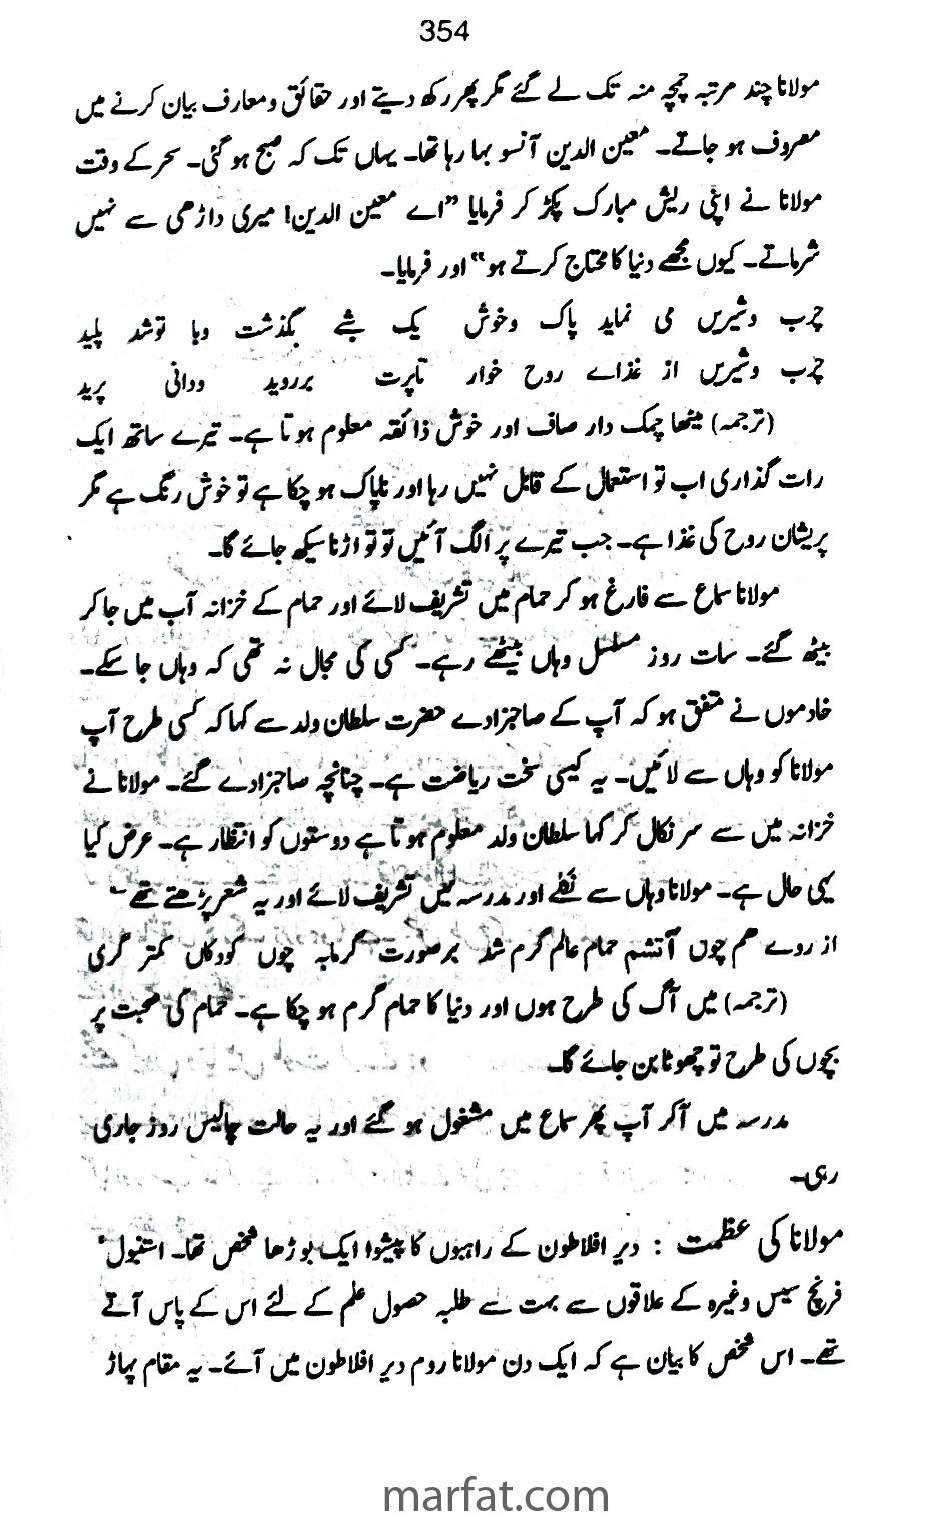 354
مولانا چند مرتبہ چمچہ منہ تک لے گئے مگر پھر رکھ دیتے اور حقائق و معارف بیان کرنے میں
معروف ہو جاتے۔ معین الدین آنسو بہا رہا تھا۔ یہاں تک کہ صبح ہو گئی۔ سحر کے وقت
مولانا نے اپنی ریش مبارک پکڑ کر فرمایا "اے معین الدین! میری داڑھی سے نہیں
شرماتے۔ کیوں مجھے دنیا کا محتاج کرتے ہو" اور فرمایا۔
چرب وشیریں می نماید پاک وخوش یک شبے بگذشت وبا توشد پلید
چرب وشیریں از غذاے روح خوار تاپرت برروید ودانی پرید
(ترجمہ) میٹھا چمک دار صاف اور خوش ذائقہ معلوم ہوتا ہے۔ تیرے ساتھ ایک
رات گذاری اب تو استعمال کے قابل نہیں رہا اور ناپاک ہو چکا ہے تو خوش رنگ ہے مگر
پریشان روح کی غذا ہے۔ جب تیرے پر الگ آئیں تو تو اڑنا سیکھ جائے گا۔
مولانا سماع سے فارغ ہو کر حمام میں تشریف لائے اور حمام کے خزانہ آب میں جا کر
بیٹھ گئے۔ سات روز مسلسل وہاں بیٹھے رہے۔ کسی کی مجال نہ تھی کہ وہاں جا سکے۔
خادموں نے متفق ہو کہ آپ کے صاحبزادے حضرت سلطان ولد سے کہا کہ کسی طرح آپ
مولانا کو وہاں سے لائیں۔ یہ کیسی سخت ریاضت ہے۔ چنانچہ صاحبزادے گئے۔ مولانا نے
خزانہ میں سے سر نکال کر کہا سلطان ولد معلوم ہوتا ہے دوستوں کو انتظار ہے۔ عرض کیا
یہی حال ہے۔ مولانا وہاں سے نکلے اور مدرسہ میں تشریف لائے اور یہ شعر پڑھتے تھے ۔
از روے ہم چوں آتشم حمام عالم گرم شد برصورت گرمابہ چوں کودکاں کمتر گری
(ترجمہ) میں آگ کی طرح ہوں اور دنیا کا حمام گرم ہو چکا ہے۔ حمام کی محبت پر
بچوں کی طرح تو چھوٹا بن جائے گا۔
مدرسہ میں آکر آپ پھر سماع میں مشغول ہو گئے اور یہ حالت چالیس روز جاری
رہی۔
مولانا کی عظمت : دیر افلاطون کے راہبوں کا پیشوا ایک بوڑھا شخص تھا۔ استنبول'
فرنچ سیس وغیرہ کے علاقوں سے بہت سے طلبہ حصول علم کے لئے اس کے پاس آتے
تھے۔ اس شخص کا بیان ہے کہ ایک دن مولانا روم دیر افلاطون میں آئے۔ یہ مقام پہاڑ
marfat.com